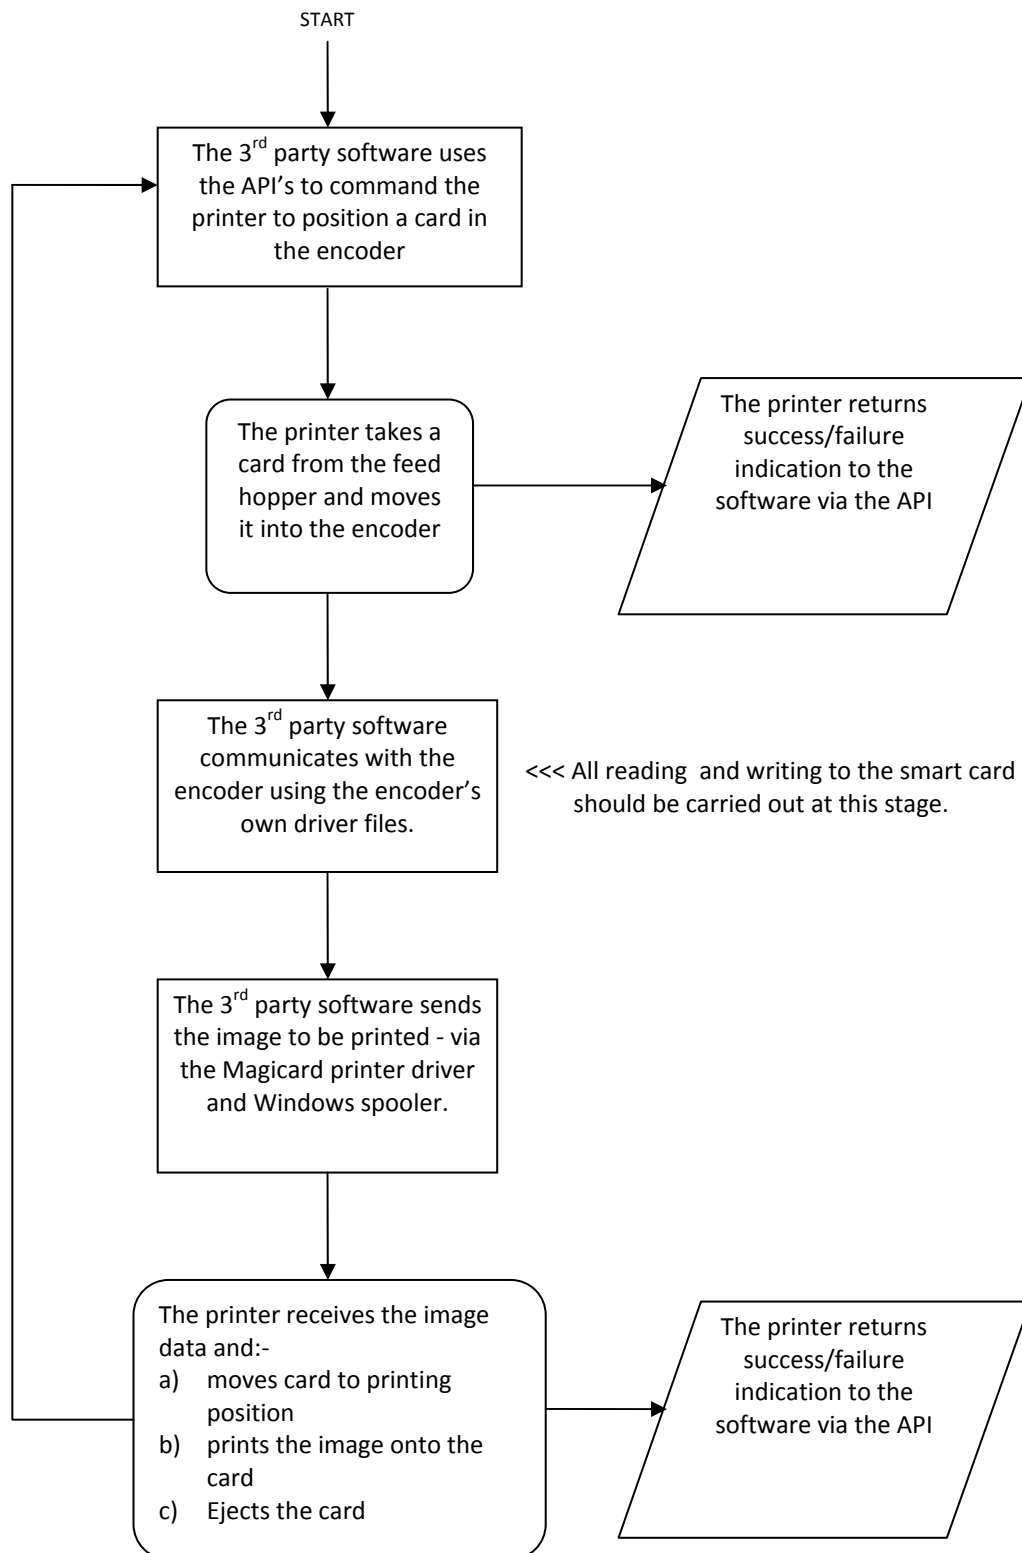 START
The 3rd party software uses
the API's to command the
printer to position a card in
the encoder
The printer takes a
card from the feed
hopper and moves
it into the encoder
The printer returns
success/failure
indication to the
software via the API
The 3rd party software
communicates with the
encoder using the encoder's
own driver files.
<<< All reading  and writing to the smart card
should be carried out at this stage.
The 3rd party software sends
the image to be printed - via
the Magicard printer driver
and Windows spooler.
The printer receives the image
data and:-
a) moves card to printing
position
b) prints the image onto the
card
c) Ejects the card
The printer returns
success/failure
indication to the
software via the API